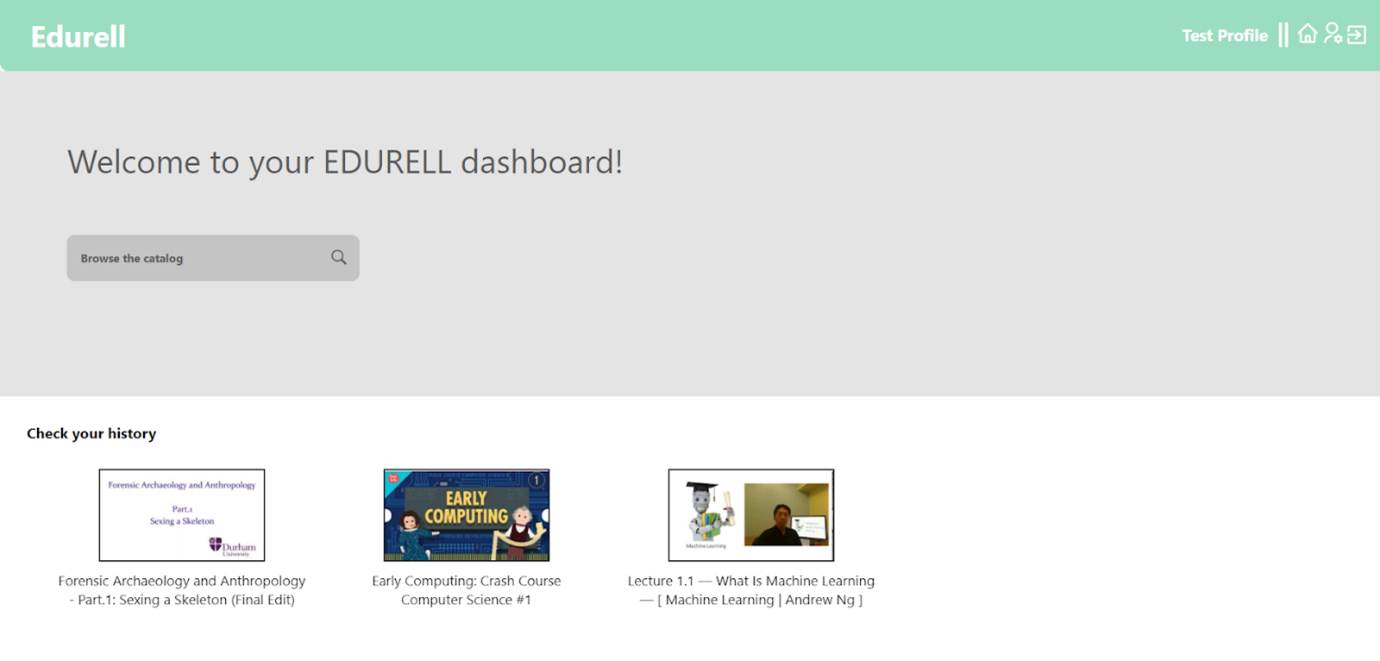 Edurell
Test Profile
Welcome to your EDURELL dashboard!
Browse the catalog
Check your history
Forensic Archaeology and Anthropology
Part.1
Sexing a Skeleton
Durham
University
1
EARLY
COMPUTING
Machine Learning
Forensic Archaeology and Anthropology
- Part.1: Sexing a Skeleton (Final Edit)
Early Computing: Crash Course
Computer Science #1
Lecture 1.1 — What Is Machine Learning
— [ Machine Learning | Andrew Ng ]